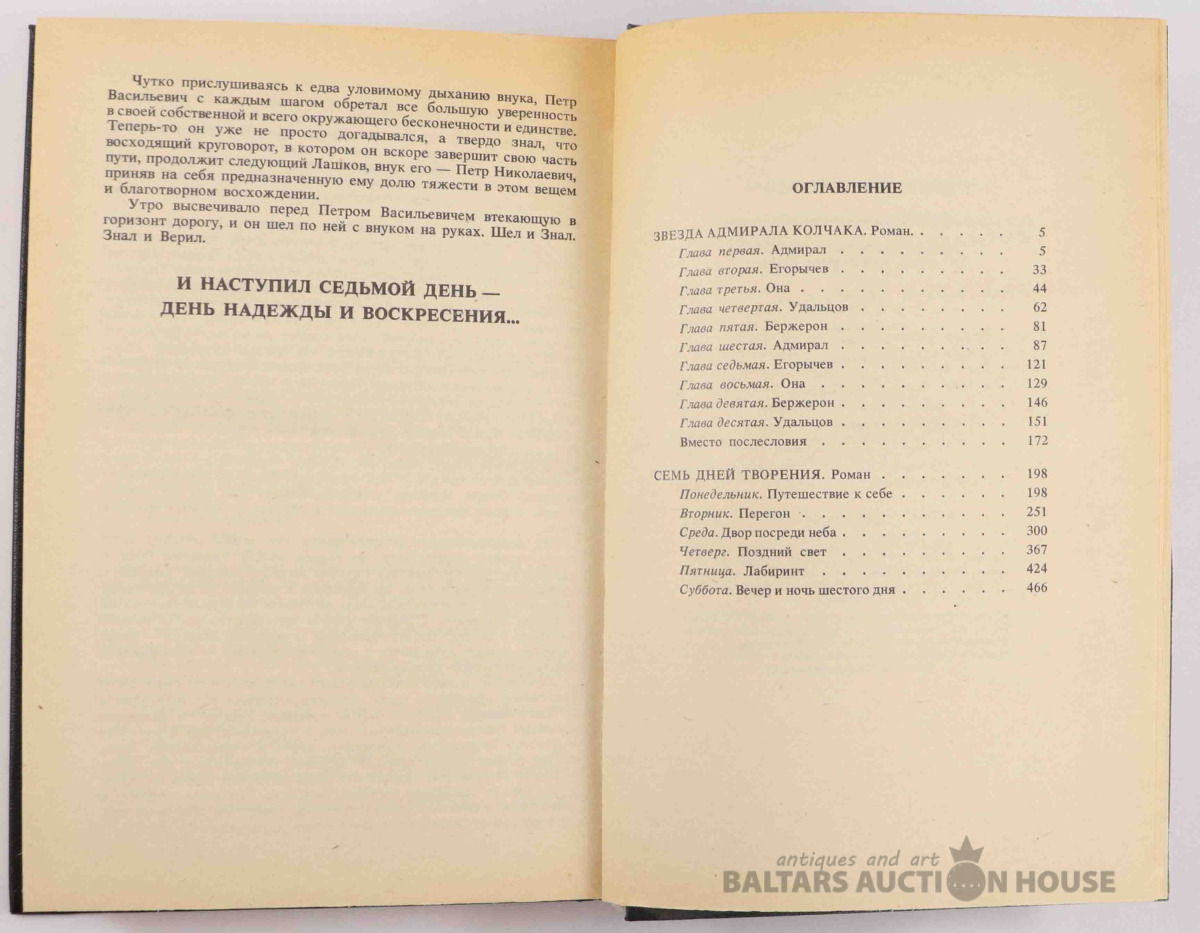 Чутко прислушиваясь к едва уловимому дыханию внука, Петр
Васильевич с каждым шагом обретал все большую уверенность
в своей собственной и всего окружающего бесконечности и единстве.
Теперь-то он уже не просто догадывался, а твердо знал, что
восходящий круговорот, в котором он вскоре завершит свою часть
пути, продолжит следующий Лашков, внук его — Петр Николаевич,
приняв на себя предназначенную ему долю тяжести в этом вещем
и благотворном восхождении.
Утро высвечивало перед Петром Васильевичем втекающую в
горизонт дорогу, и он шел по ней с внуком на руках. Шел и Знал.
Знал и Верил.
И НАСТУПИЛ СЕДЬМОЙ ДЕНЬ —
ДЕНЬ НАДЕЖДЫ И ВОСКРЕСЕНИЯ...
ОГЛАВЛЕНИЕ
ЗВЕЗДА АДМИРАЛА КОЛЧАКА. Роман. . . . . . 5
Глава первая. Адмирал . . . . . . . . . 5
Глава вторая. Егорычев . . . . . . . . . 33
Глава третья. Она . . . . . . . . . . . 44
Глава четвертая. Удальцов . . . . . . . . 62
Глава пятая. Бержерон . . . . . . . . . 81
Глава шестая. Адмирал . . . . . . . . . 87
Глава седьмая. Егорычев . . . . . . . . . 121
Глава восьмая. Она . . . . . . . . . . 129
Глава девятая. Бержерон . . . . . . . . . 146
Глава десятая. Удальцов . . . . . . . . . 151
Вместо послесловия . . . . . . . . . . 172
СЕМЬ ДНЕЙ ТВОРЕНИЯ. Роман . . . . . . . 198
Понедельник. Путешествие к себе . . . . . . 198
Вторник. Перегон . . . . . . . . . . . 251
Среда. Двор посреди неба . . . . . . . . . 300
Четверг. Поздний свет . . . . . . . . . 367
Пятница. Лабиринт . . . . . . . . . . 424
Суббота. Вечер и ночь шестого дня . . . . . . 466
antiques and art
BALTARS AUCTION HOUSE